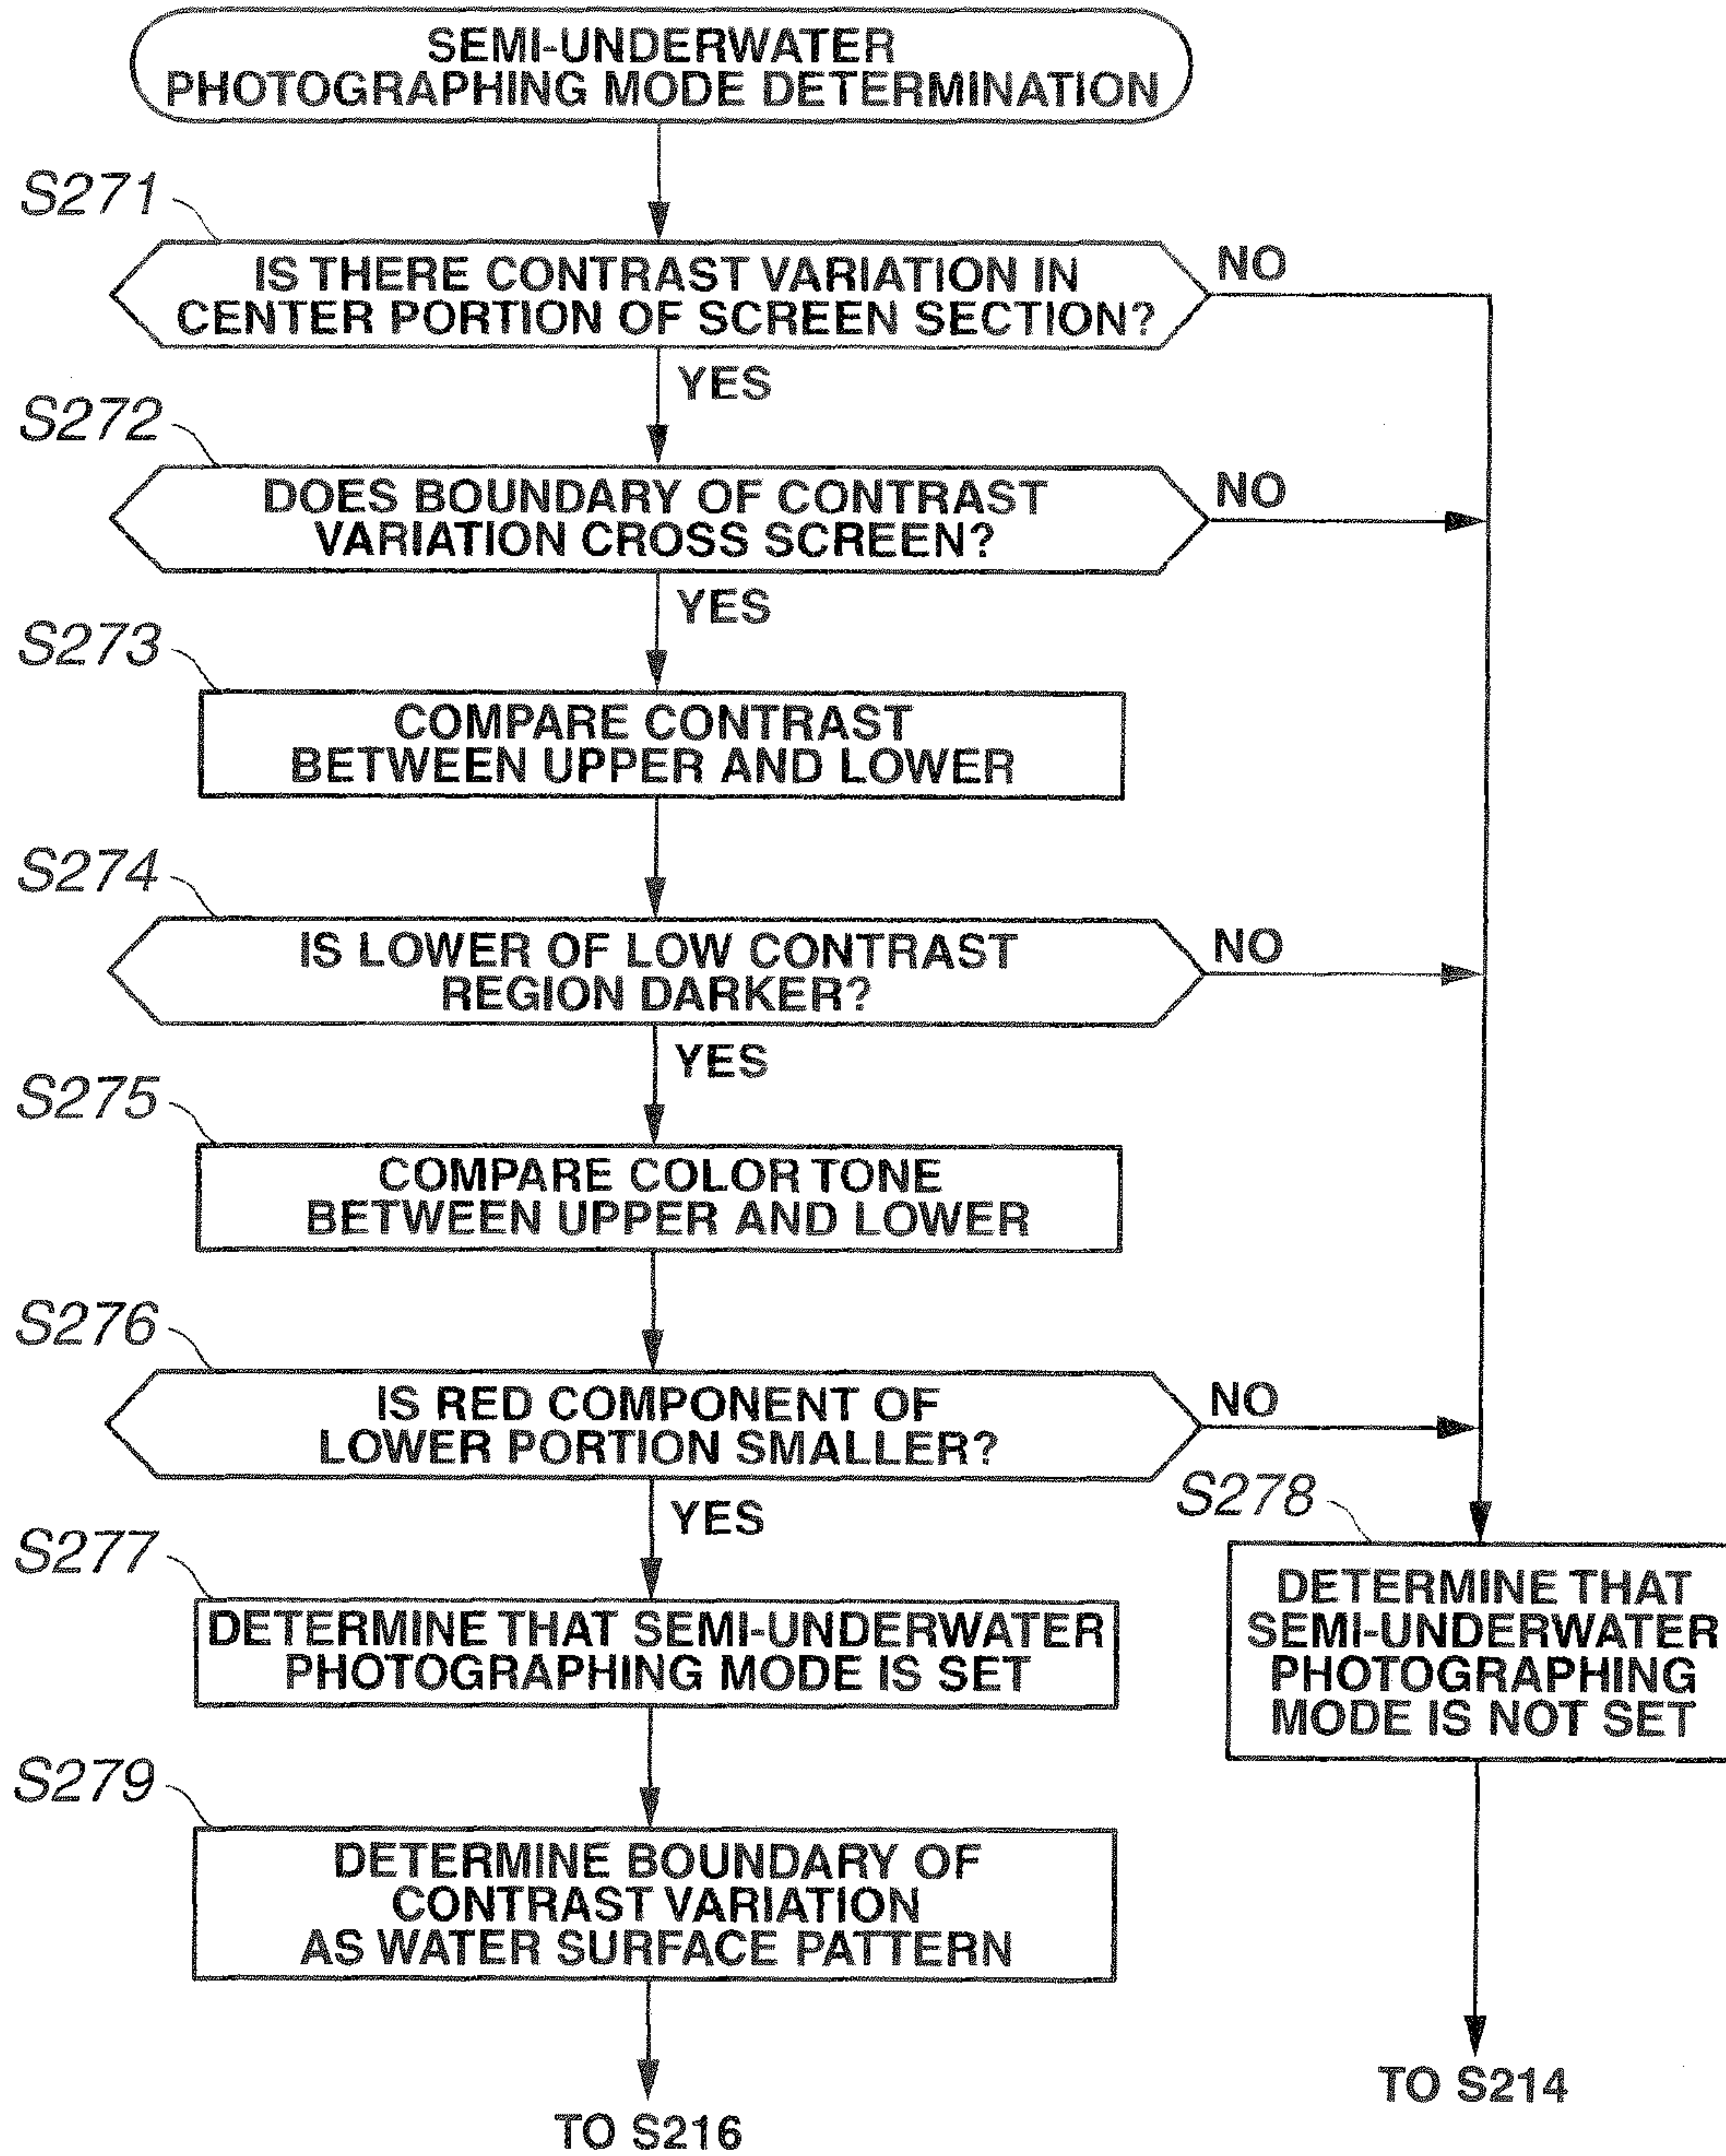 SEMI-UNDERWATER
PHOTOGRAPHING MODE DETERMINATION
S271
IS THERE CONTRAST VARIATION IN
CENTER PORTION OF SCREEN SECTION?
NO
YES
S272
DOES BOUNDARY OF CONTRAST
VARIATION CROSS SCREEN?
NO
YES
S273
COMPARE CONTRAST
BETWEEN UPPER AND LOWER
S274
IS LOWER OF LOW CONTRAST
REGION DARKER?
NO
YES
S275
COMPARE COLOR TONE
BETWEEN UPPER AND LOWER
S276
IS RED COMPONENT OF
LOWER PORTION SMALLER?
NO
YES
S277
DETERMINE THAT SEMI-UNDERWATER
PHOTOGRAPHING MODE IS SET
S278
DETERMINE THAT
SEMI-UNDERWATER
PHOTOGRAPHING
MODE IS NOT SET
S279
DETERMINE BOUNDARY OF
CONTRAST VARIATION
AS WATER SURFACE PATTERN
TO S214
TO S216